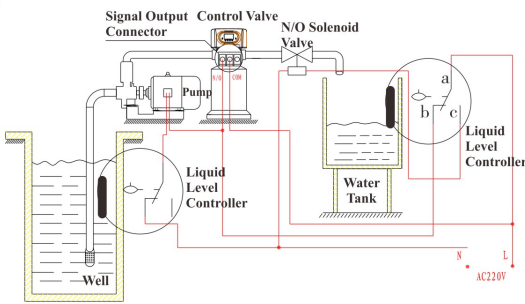 Signal Output
Connector
Control Valve
N/O Solenoid
Valve
N/O
COM
Pump
a
b
c
Liquid
Level
Controller
Liquid
Level
Controller
Water
Tank
Well
N
L
AC220V